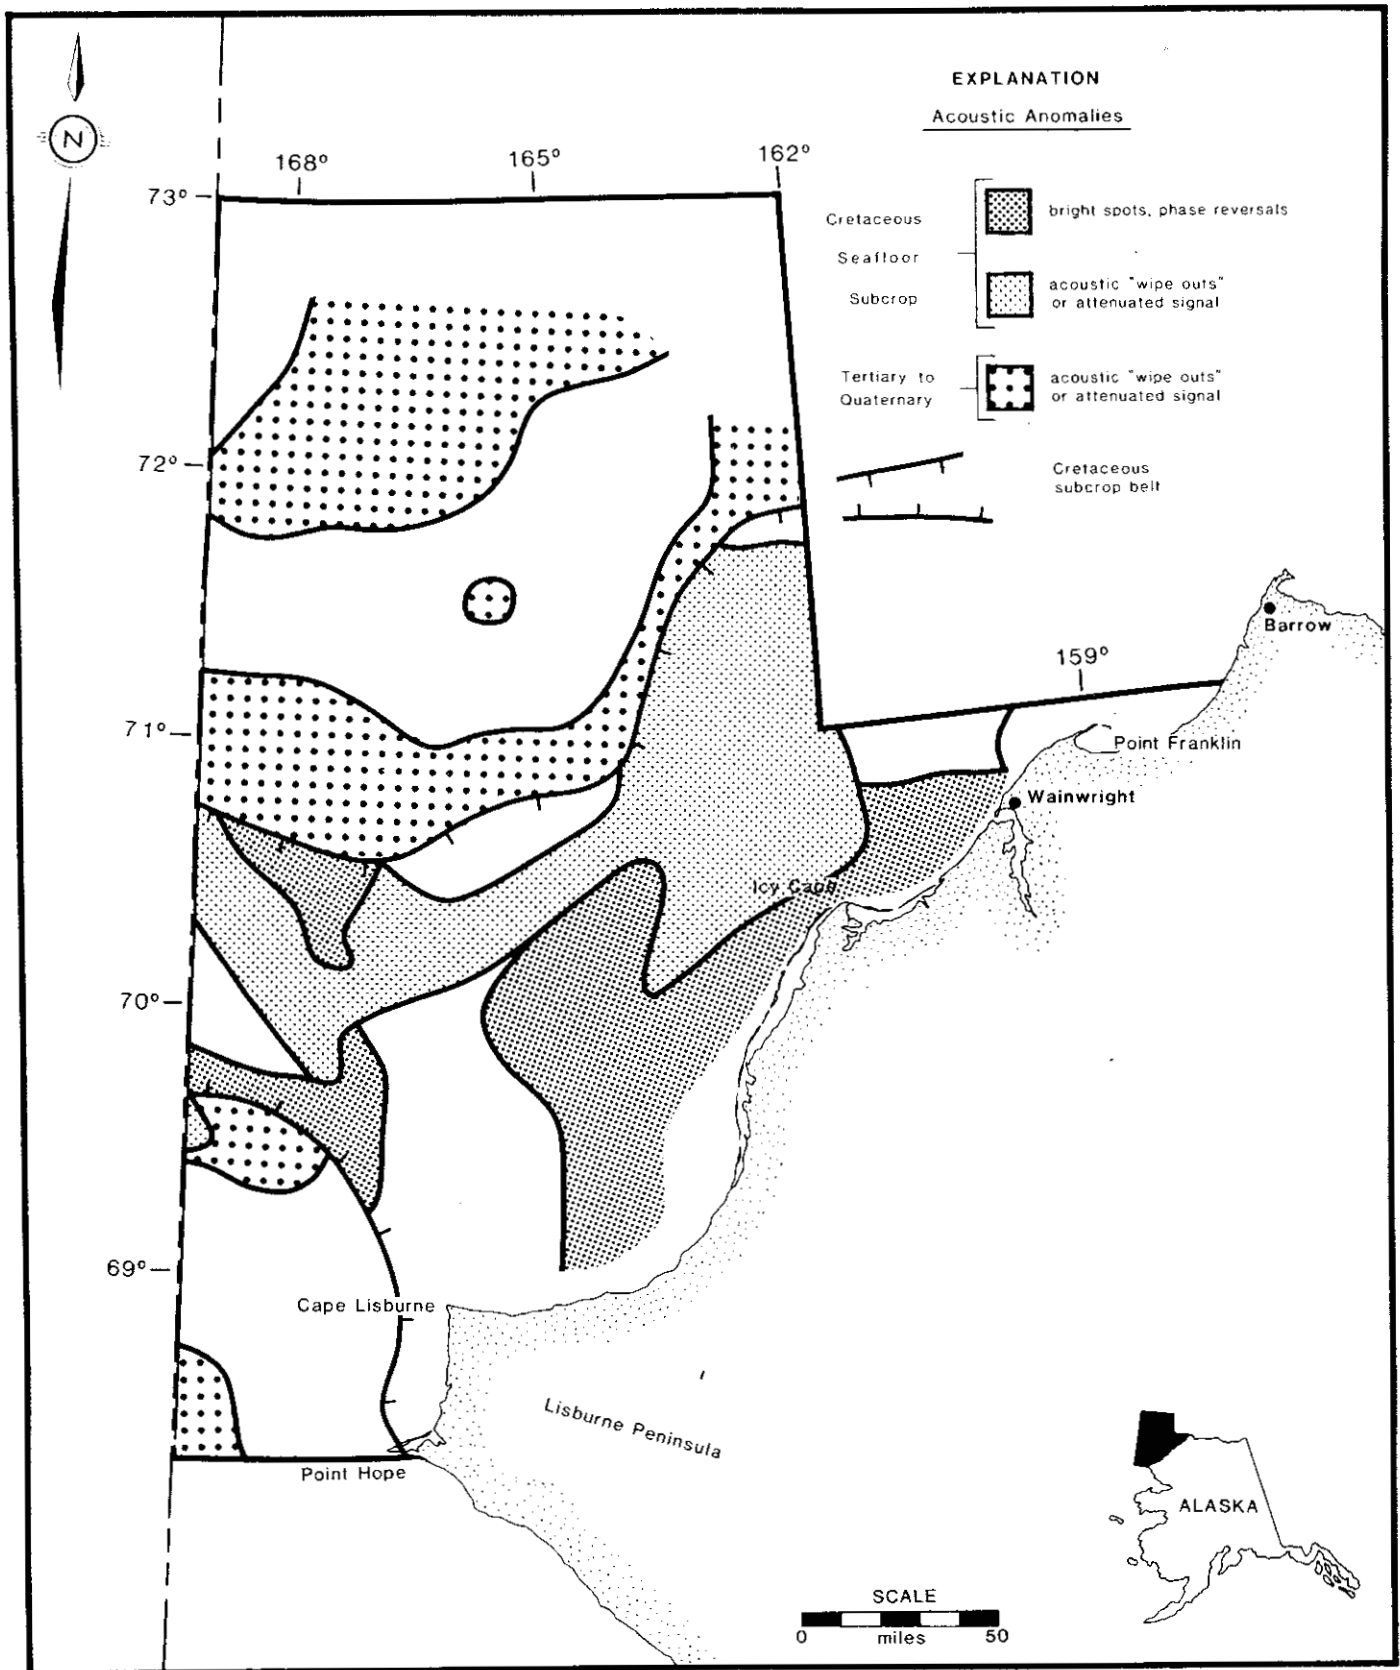 N
EXPLANATION
Acoustic Anomalies
168°
165°
162°
73°
Cretaceous
Seafloor
Subcrop
bright spots, phase reversals
acoustic "wipe outs"
or attenuated signal
Tertiary to
Quaternary
acoustic "wipe outs"
or attenuated signal
72°
Cretaceous
subcrop belt
Barrow
159°
71°
Point Franklin
Wainwright
Icy Cape
70°
69°
Cape Lisburne
Lisburne Peninsula
Point Hope
ALASKA
SCALE
0 miles 50